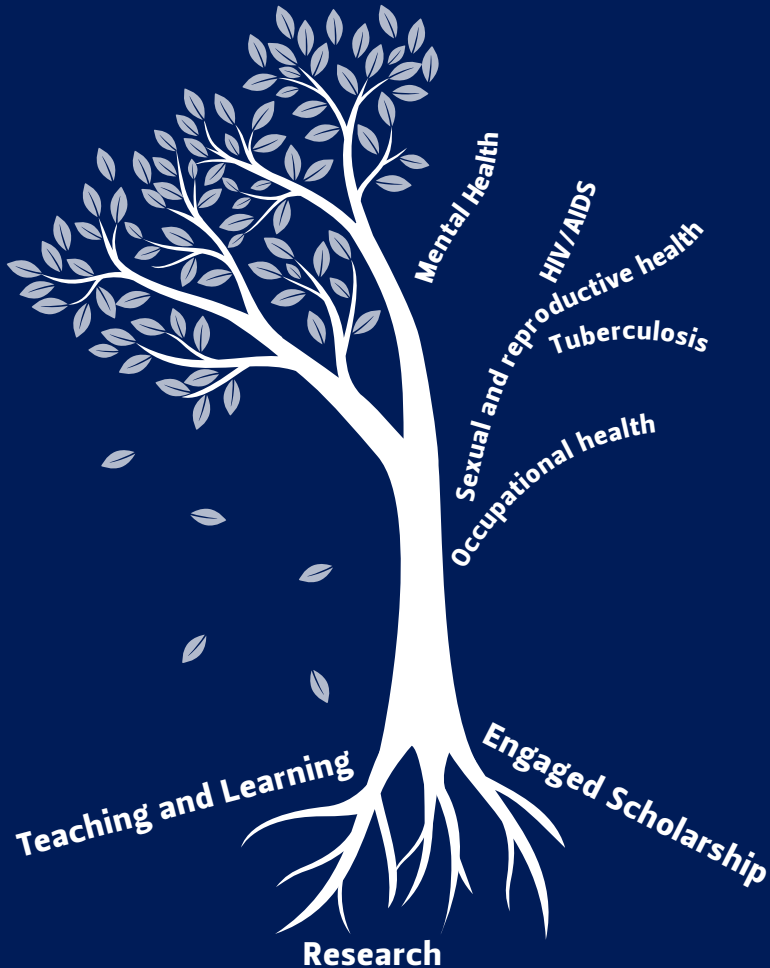 Mental Health
HIV/AIDS
Sexual and reproductive health
Tuberculosis
Occupational health
Teaching and Learning
Engaged Scholarship
Research